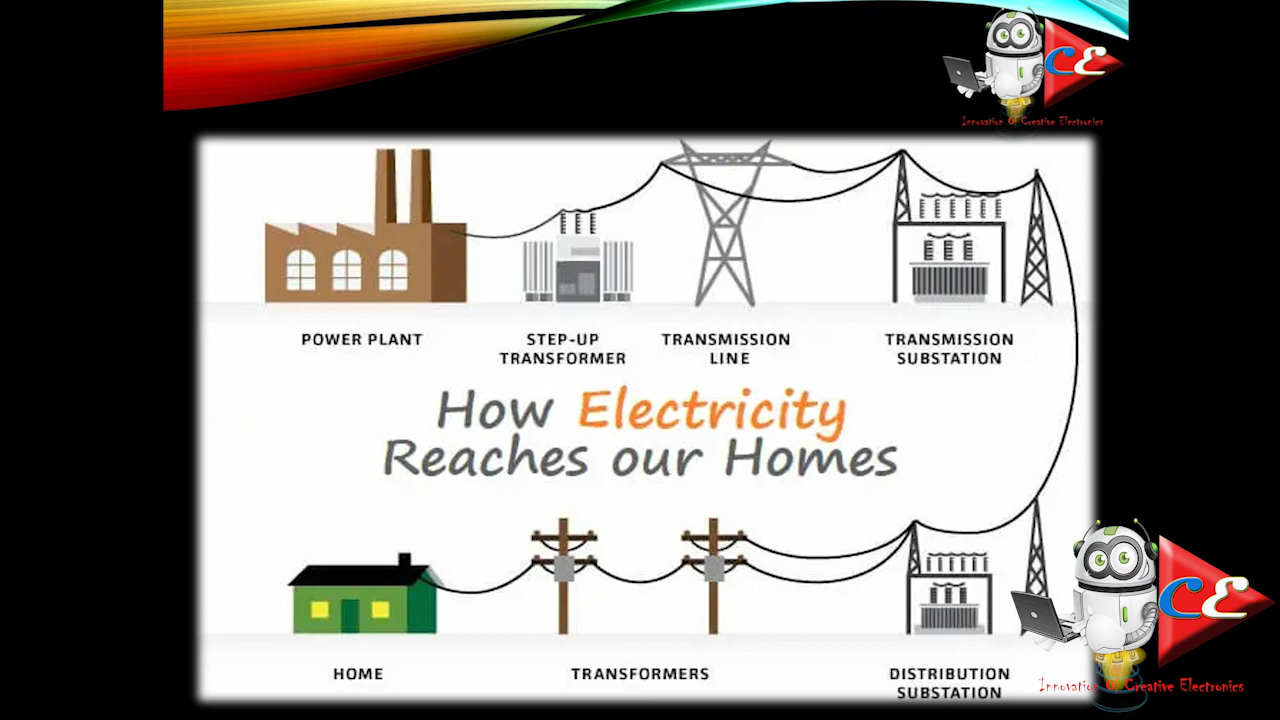 CE
Innovation Of Creative Electronics
POWER PLANT
STEP-UP
TRANSFORMER
TRANSMISSION
LINE
TRANSMISSION
SUBSTATION
How Electricity
Reaches our Homes
HOME
TRANSFORMERS
DISTRIBUTION
SUBSTATION
CE
Innovation Of Creative Electronics